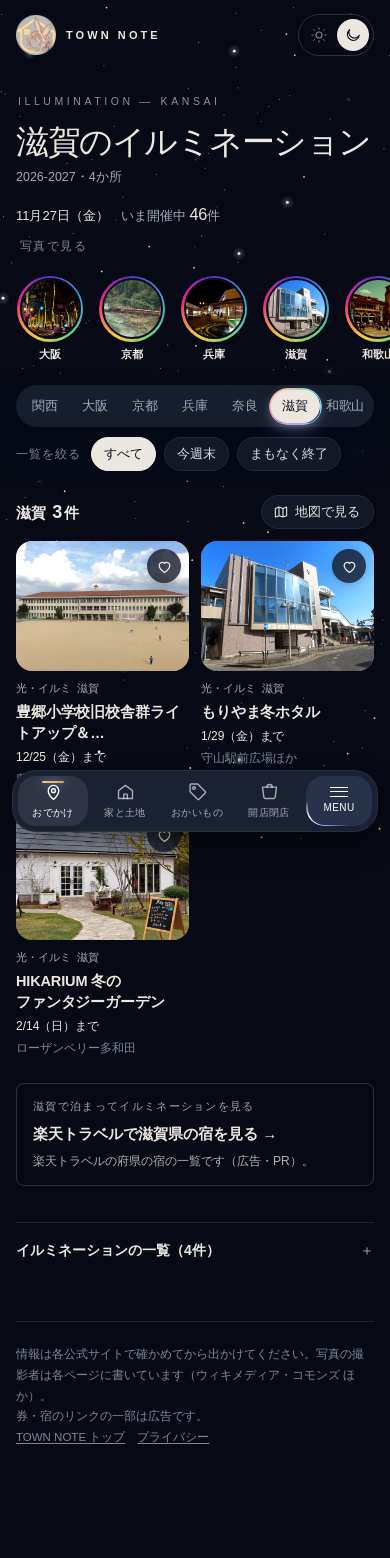 TOWN NOTE
ILLUMINATION — KANSAI
滋賀のイルミネーション
2026-2027・4か所
11月27日（金） いま開催中 46件
写真で見る
大阪 京都 兵庫 滋賀
関西 大阪 京都 兵庫 奈良 滋賀 和歌山
一覧を絞る すべて 今週末 まもなく終了
滋賀 3件 地図で見る
光・イルミ 滋賀
豊郷小学校旧校舎群ライ
トアップ＆…
12/25（金）まで
光・イルミ 滋賀
もりやま冬ホタル
1/29（金）まで
守山駅前広場ほか
おでかけ 家と土地 おかいもの 開店閉店 MENU
光・イルミ 滋賀
HIKARIUM 冬の
ファンタジーガーデン
2/14（日）まで
ローザンベリー多和田
滋賀で泊まってイルミネーションを見る
楽天トラベルで滋賀県の宿を見る →
楽天トラベルの府県の宿の一覧です（広告・PR）。
イルミネーションの一覧（4件） +
情報は各公式サイトで確かめてから出かけてください。写真の撮
影者は各ページに書いています（ウィキメディア・コモンズ ほ
か）。
券・宿のリンクの一部は広告です。
TOWN NOTE トップ プライバシー